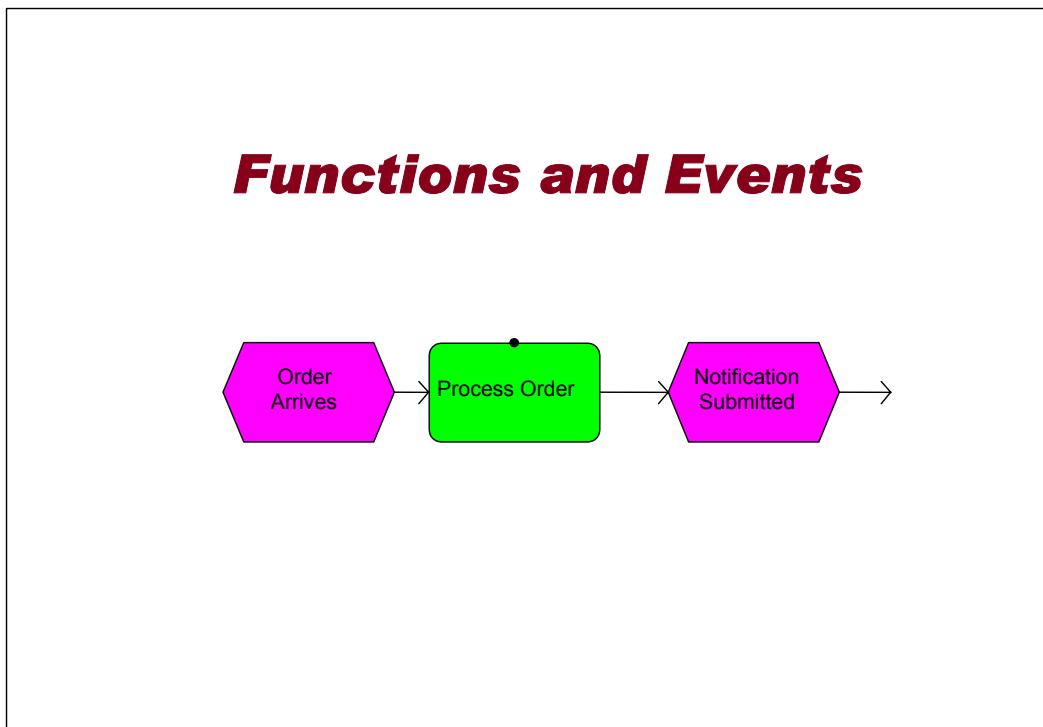 Functions and Events
Order
Arrives
Process Order
Notification
Submitted